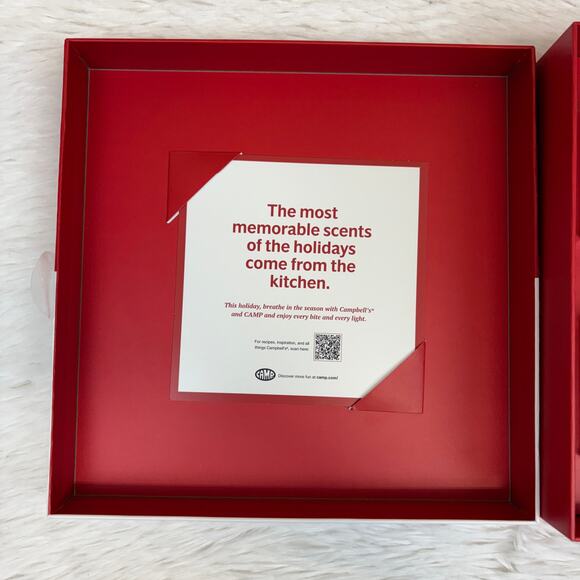 The most
memorable scents
of the holidays
come from the
kitchen.
This holiday, breathe in the season with Campbell's®
and CAMP and enjoy every bite and every light.
For recipes, inspiration, and all
things Campbell's®, scan here:
CAMP Discover more fun at camp.com/